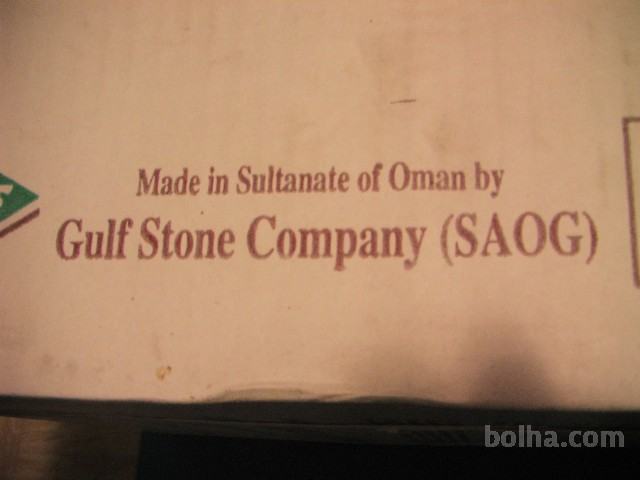 Made in Sultanate of Oman by
Gulf Stone Company (SAOG)
bolha.com